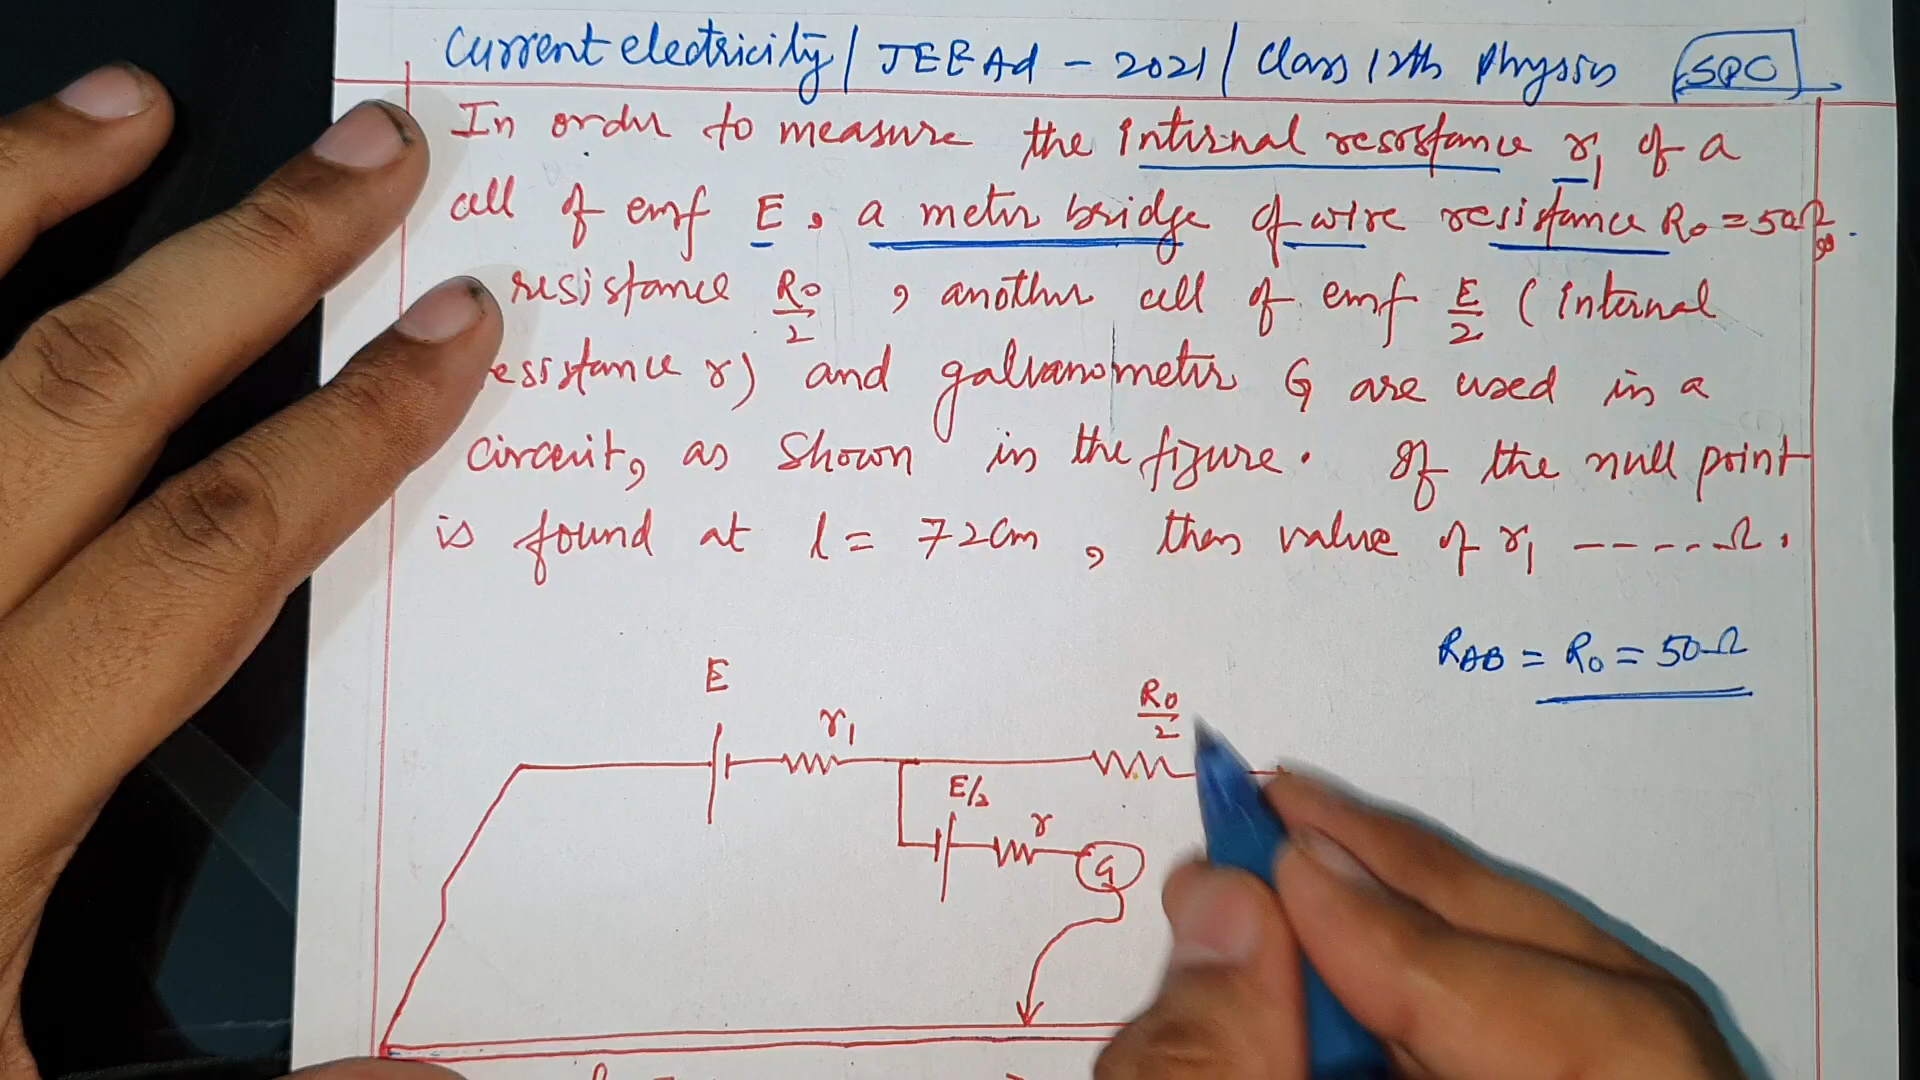 Current electricity / JEE Ad - 2021 / Class 12th Physics SPC
In order to measure the internal resistance r1 of a
cell of emf E, a meter bridge of wire resistance R0 = 50Ω.
resistance R0/2, another cell of emf E/2 (internal
resistance r) and galvanometer G are used in a
circuit, as shown in the figure. If the null point
is found at l = 72cm, then value of r1 -----Ω.
RAB = R0 = 50Ω
E
r1
R0/2
E/2
r
G